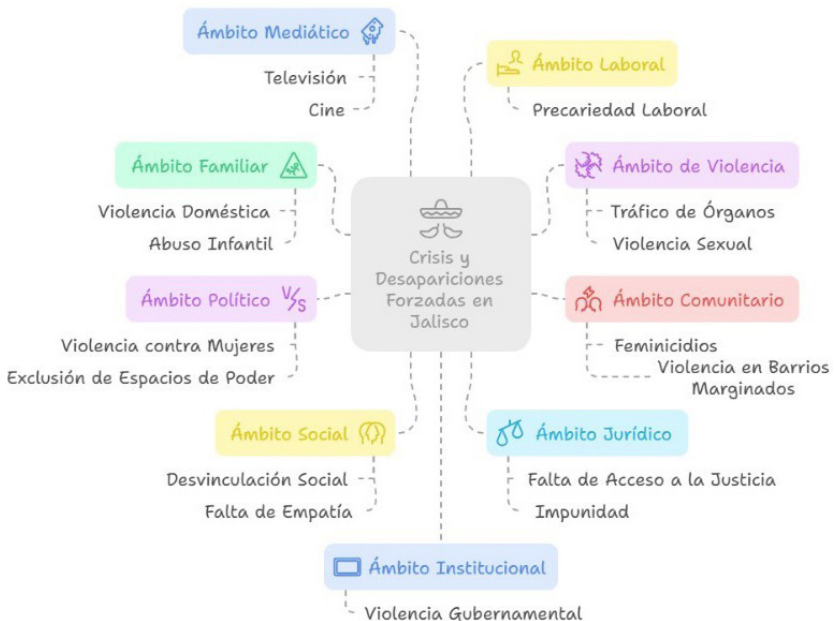 Ámbito Mediático
Televisión
Cine
Ámbito Laboral
Precariedad Laboral
Ámbito Familiar
Violencia Doméstica
Abuso Infantil
Ámbito de Violencia
Tráfico de Órganos
Violencia Sexual
Crisis y
Desapariciones
Forzadas en
Jalisco
Ámbito Político
V/S
Violencia contra Mujeres
Exclusión de Espacios de Poder
Ámbito Comunitario
Feminicidios
Violencia en Barrios
Marginados
Ámbito Social
Desvinculación Social
Falta de Empatía
Ámbito Jurídico
Falta de Acceso a la Justicia
Impunidad
Ámbito Institucional
Violencia Gubernamental